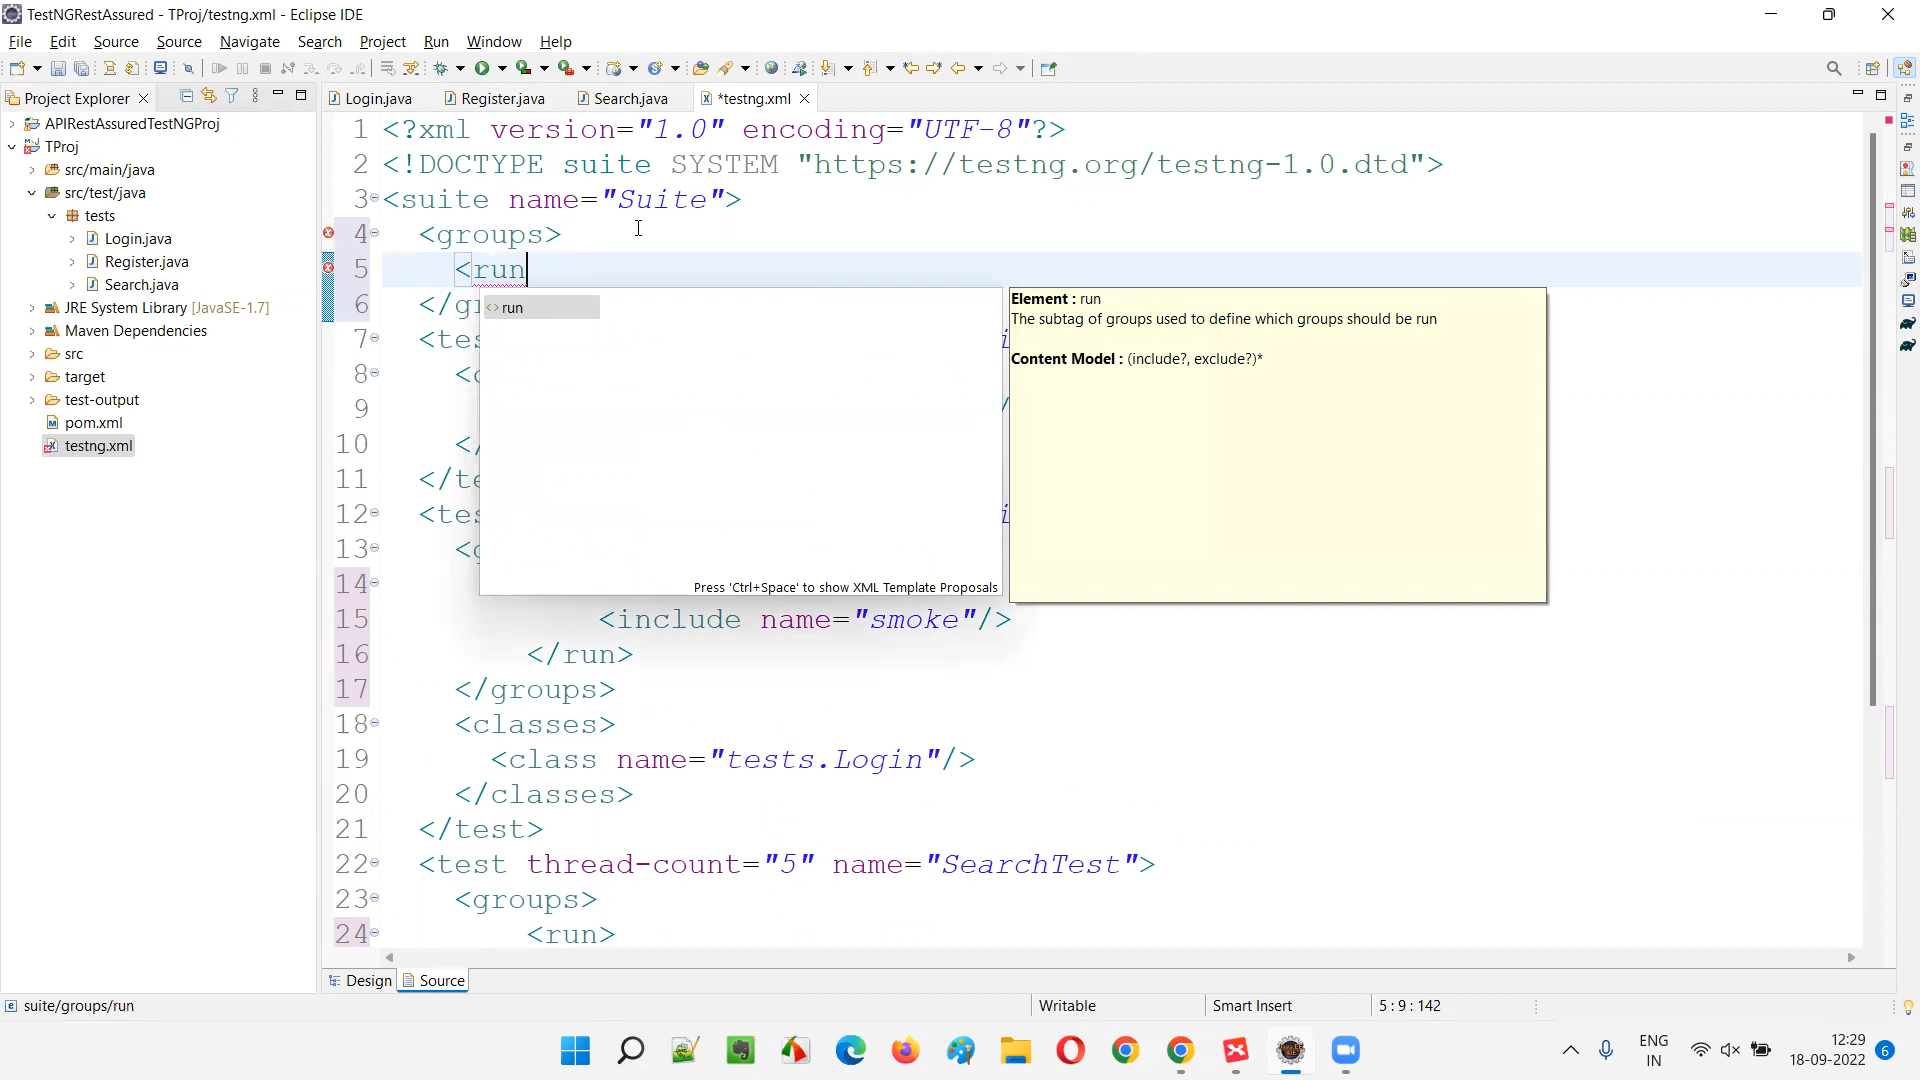 TestNGRestAssured - TProj/testng.xml - Eclipse IDE
File Edit Source Source Navigate Search Project Run Window Help
Project Explorer
Login.java Register.java Search.java *testng.xml
APIRestAssuredTestNGProj
TProj
src/main/java
src/test/java
tests
Login.java
Register.java
Search.java
JRE System Library [JavaSE-1.7]
Maven Dependencies
src
target
test-output
pom.xml
testng.xml
1 <?xml version="1.0" encoding="UTF-8"?>
2 <!DOCTYPE suite SYSTEM "https://testng.org/testng-1.0.dtd">
3 <suite name="Suite">
4 <groups>
5 <run
6 </gr
7 <tes
8 <c
9 /
10 </
11 </te
12 <tes
13 <g
14
15 <include name="smoke"/>
16 </run>
17 </groups>
18 <classes>
19 <class name="tests.Login"/>
20 </classes>
21 </test>
22 <test thread-count="5" name="SearchTest">
23 <groups>
24 <run>
<> run
Press 'Ctrl+Space' to show XML Template Proposals
Element : run
The subtag of groups used to define which groups should be run
Content Model : (include?, exclude?)*
Design Source
suite/groups/run
Writable Smart Insert 5 : 9 : 142
ENG
IN
12:29
18-09-2022
6